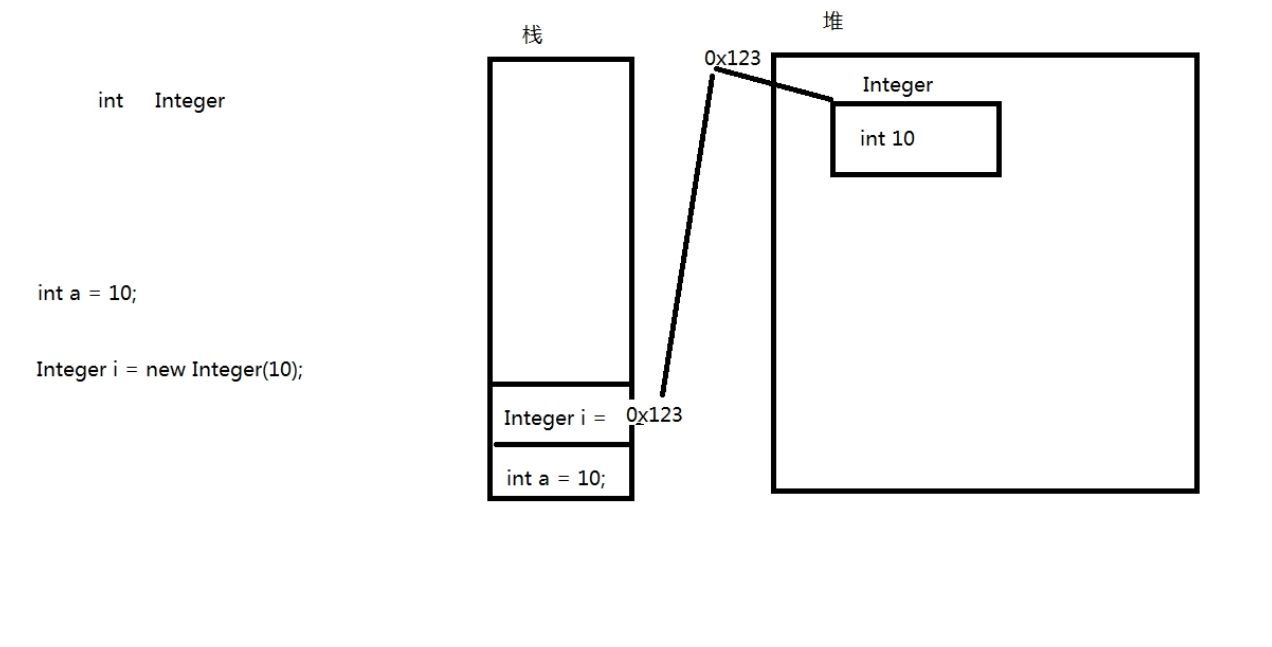 栈
堆
0x123
int Integer
Integer
int 10
int a = 10;
Integer i = new Integer(10);
Integer i = 0x123
int a = 10;